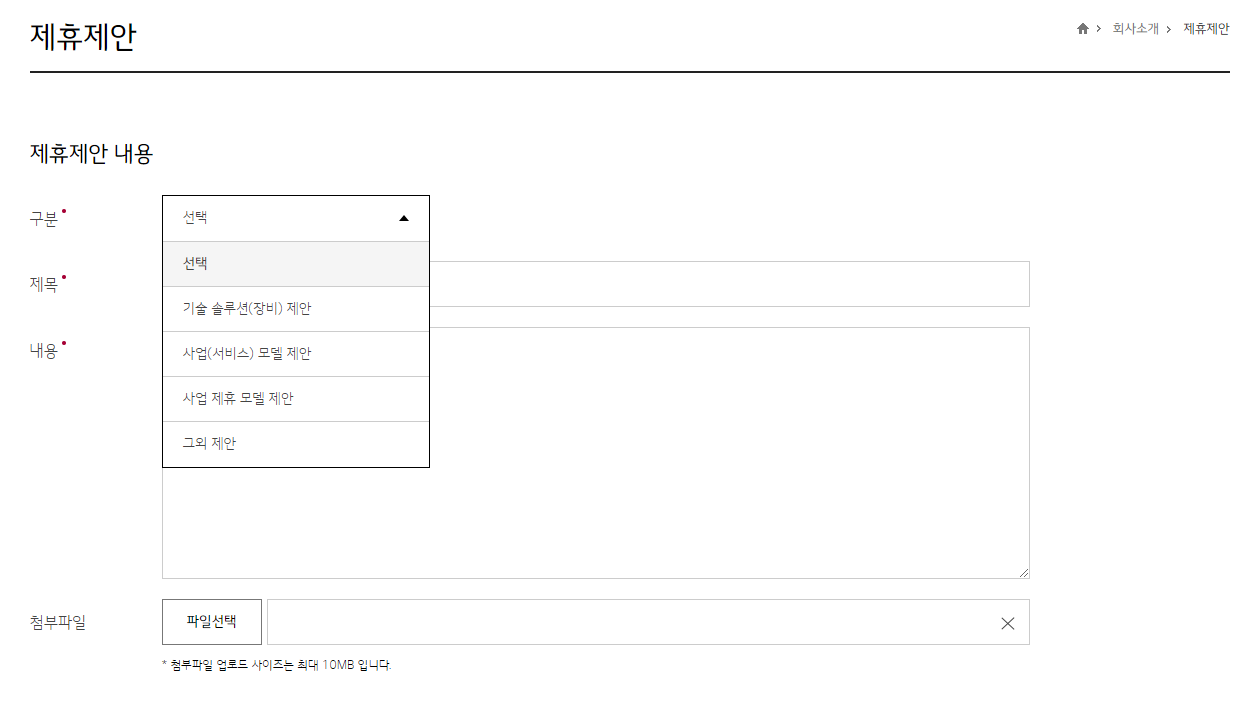 제휴제안
회사소개 제휴제안
제휴제안 내용
구분
선택
선택
기술 솔루션(장비) 제안
사업(서비스) 모델 제안
사업 제휴 모델 제안
그외 제안
제목
내용
첨부파일
파일선택
* 첨부파일 업로드 사이즈는 최대 10MB 입니다.